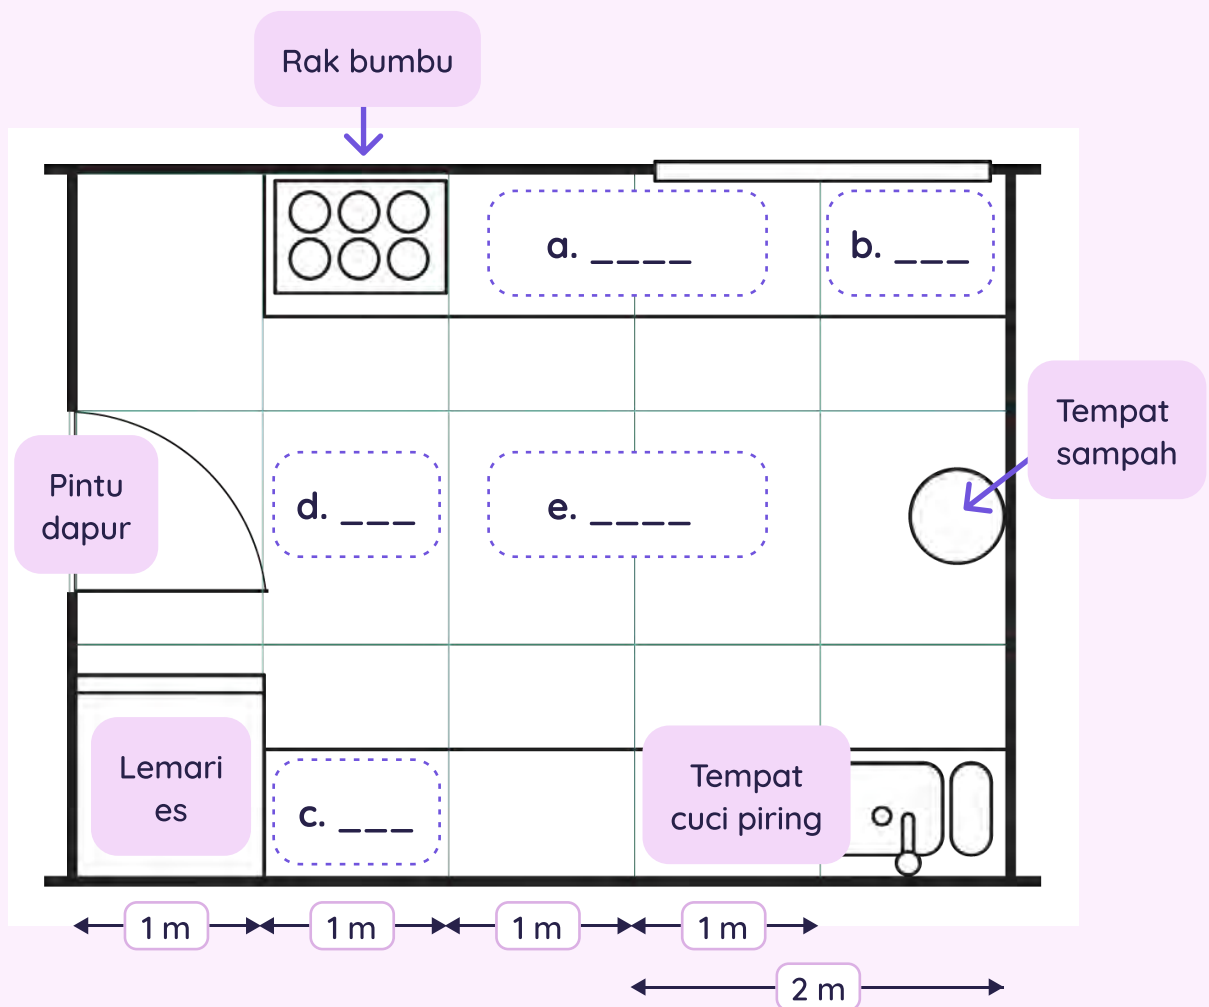 Rak bumbu
a. ____
b. ___
Tempat
sampah
Pintu
dapur
d. ___
e. ____
Lemari
es
c. ___
Tempat
cuci piring
1 m
1 m
1 m
1 m
2 m